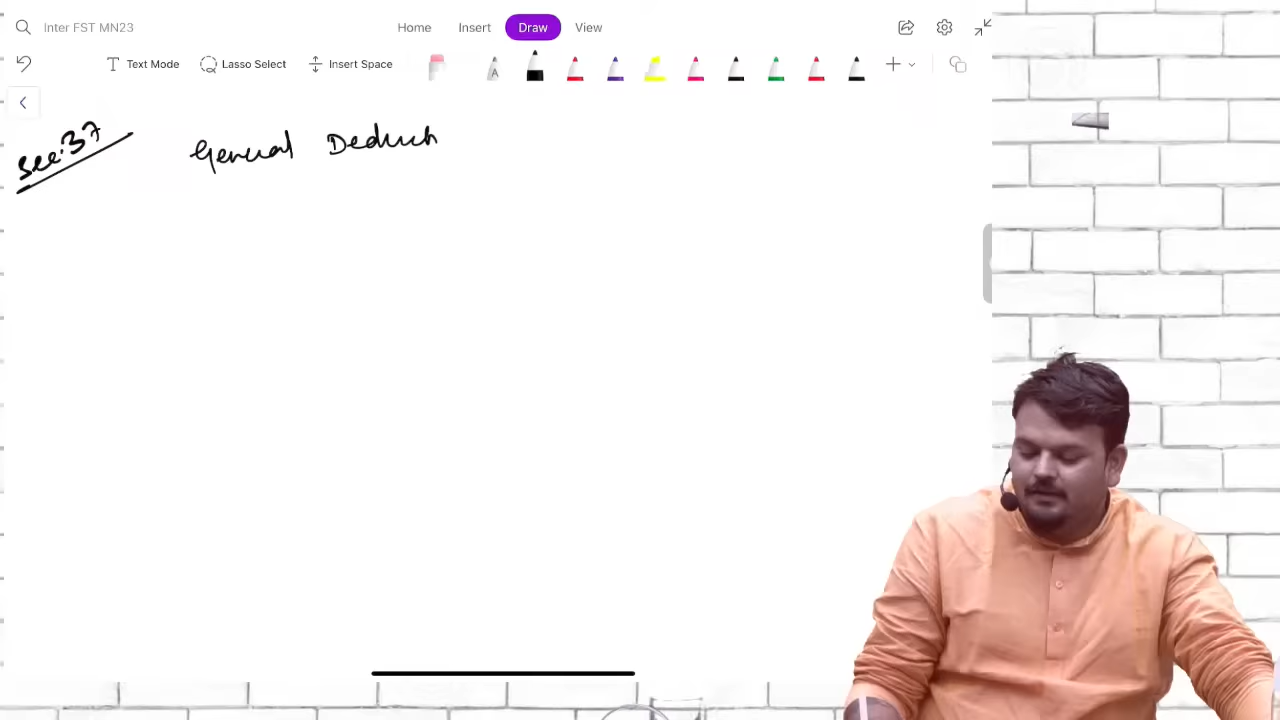 Inter FST MN23
Home Insert Draw View
Text Mode Lasso Select Insert Space A
Sec. 37 General Deducti